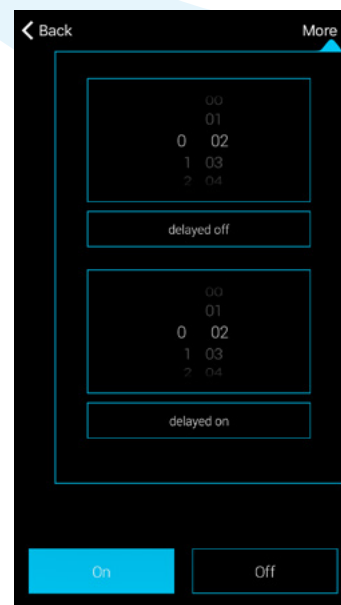 Back More
00
01
0 02
1 03
2 04
delayed off
00
01
0 02
1 03
2 04
delayed on
On Off